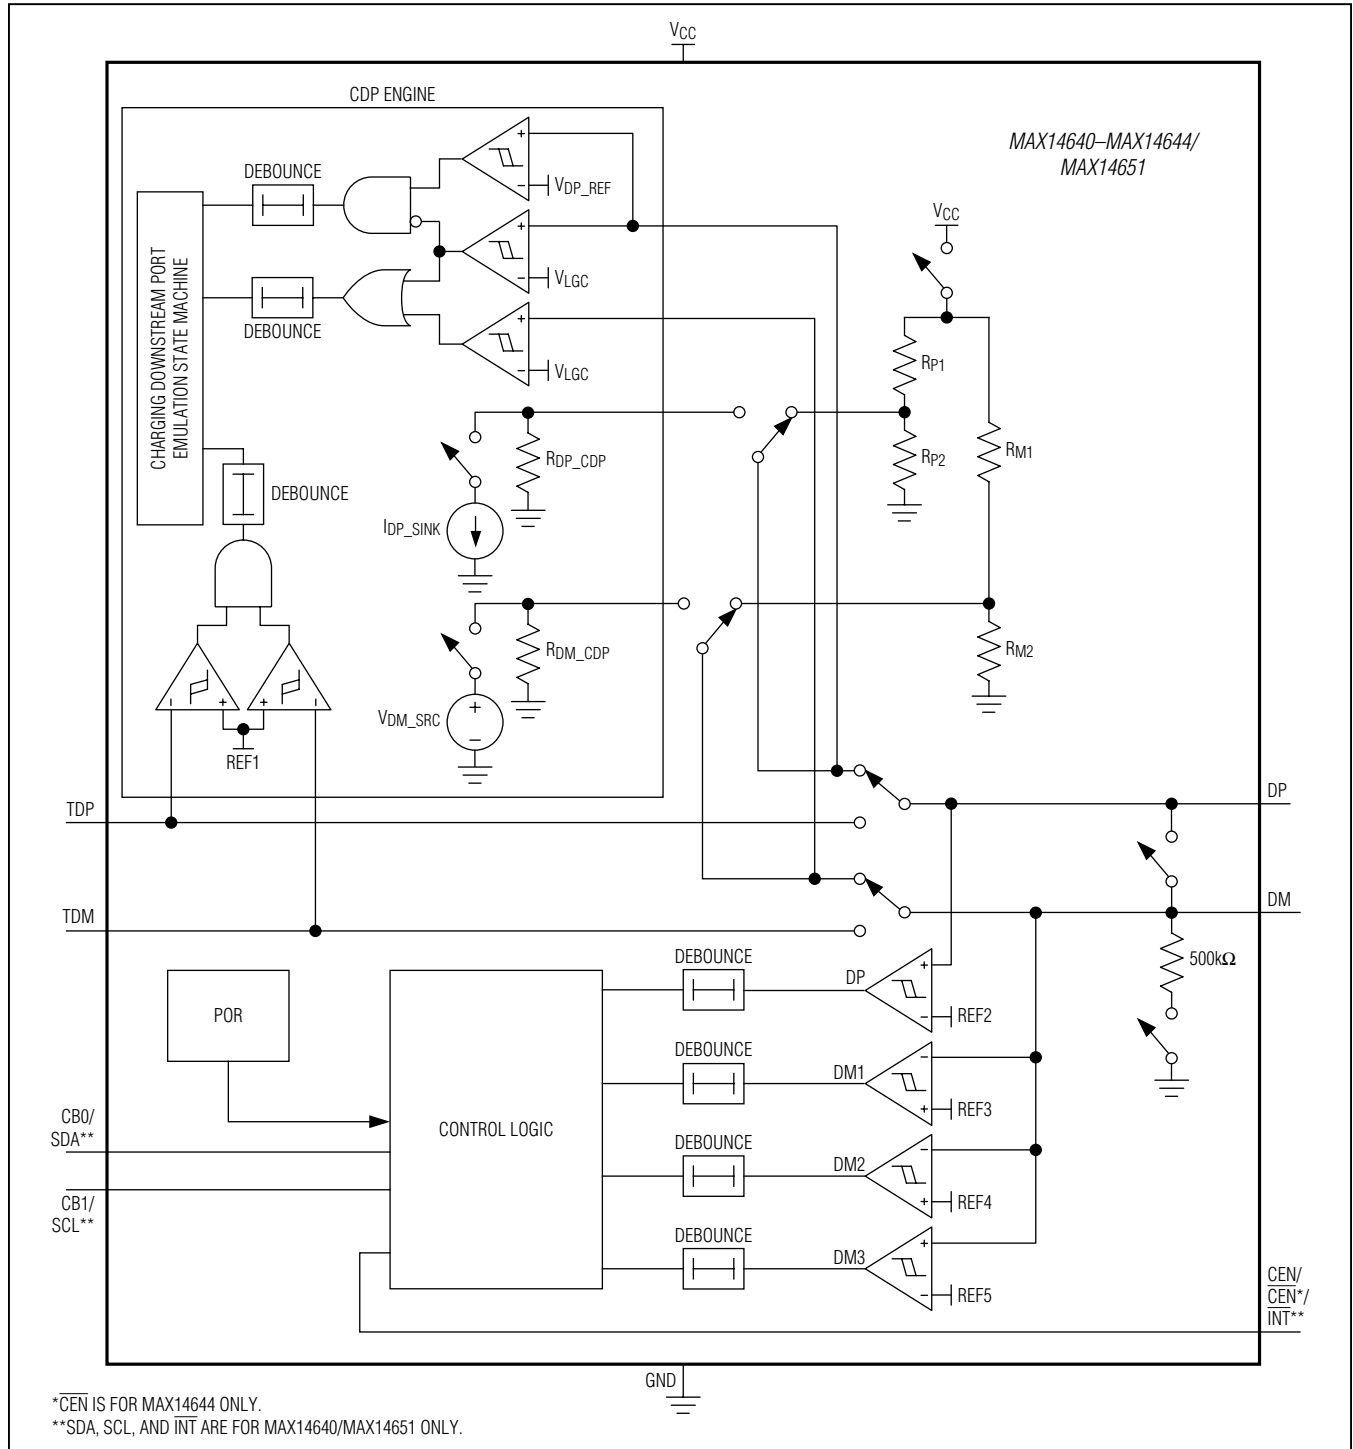 VCC
CDP ENGINE
MAX14640–MAX14644/
MAX14651
DEBOUNCE
+
–
VDP_REF
VCC
CHARGING DOWNSTREAM PORT
EMULATION STATE MACHINE
+
–
VLGC
DEBOUNCE
+
–
VLGC
RP1
RP2
RM1
RDP_CDP
DEBOUNCE
IDP_SINK
RDM_CDP
RM2
–
+
+
–
REF1
VDM_SRC
+
–
TDP
DP
TDM
DM
500kΩ
POR
CONTROL LOGIC
DEBOUNCE
DP
+
–
REF2
DEBOUNCE
DM1
–
+
REF3
CB0/
SDA**
DEBOUNCE
DM2
–
+
REF4
CB1/
SCL**
DEBOUNCE
DM3
+
–
REF5
CEN/
CEN*/
INT**
GND
*CEN IS FOR MAX14644 ONLY.
**SDA, SCL, AND INT ARE FOR MAX14640/MAX14651 ONLY.